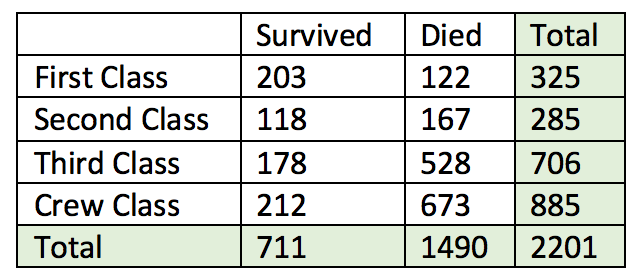 Survived Died Total
First Class 203 122 325
Second Class 118 167 285
Third Class 178 528 706
Crew Class 212 673 885
Total 711 1490 2201